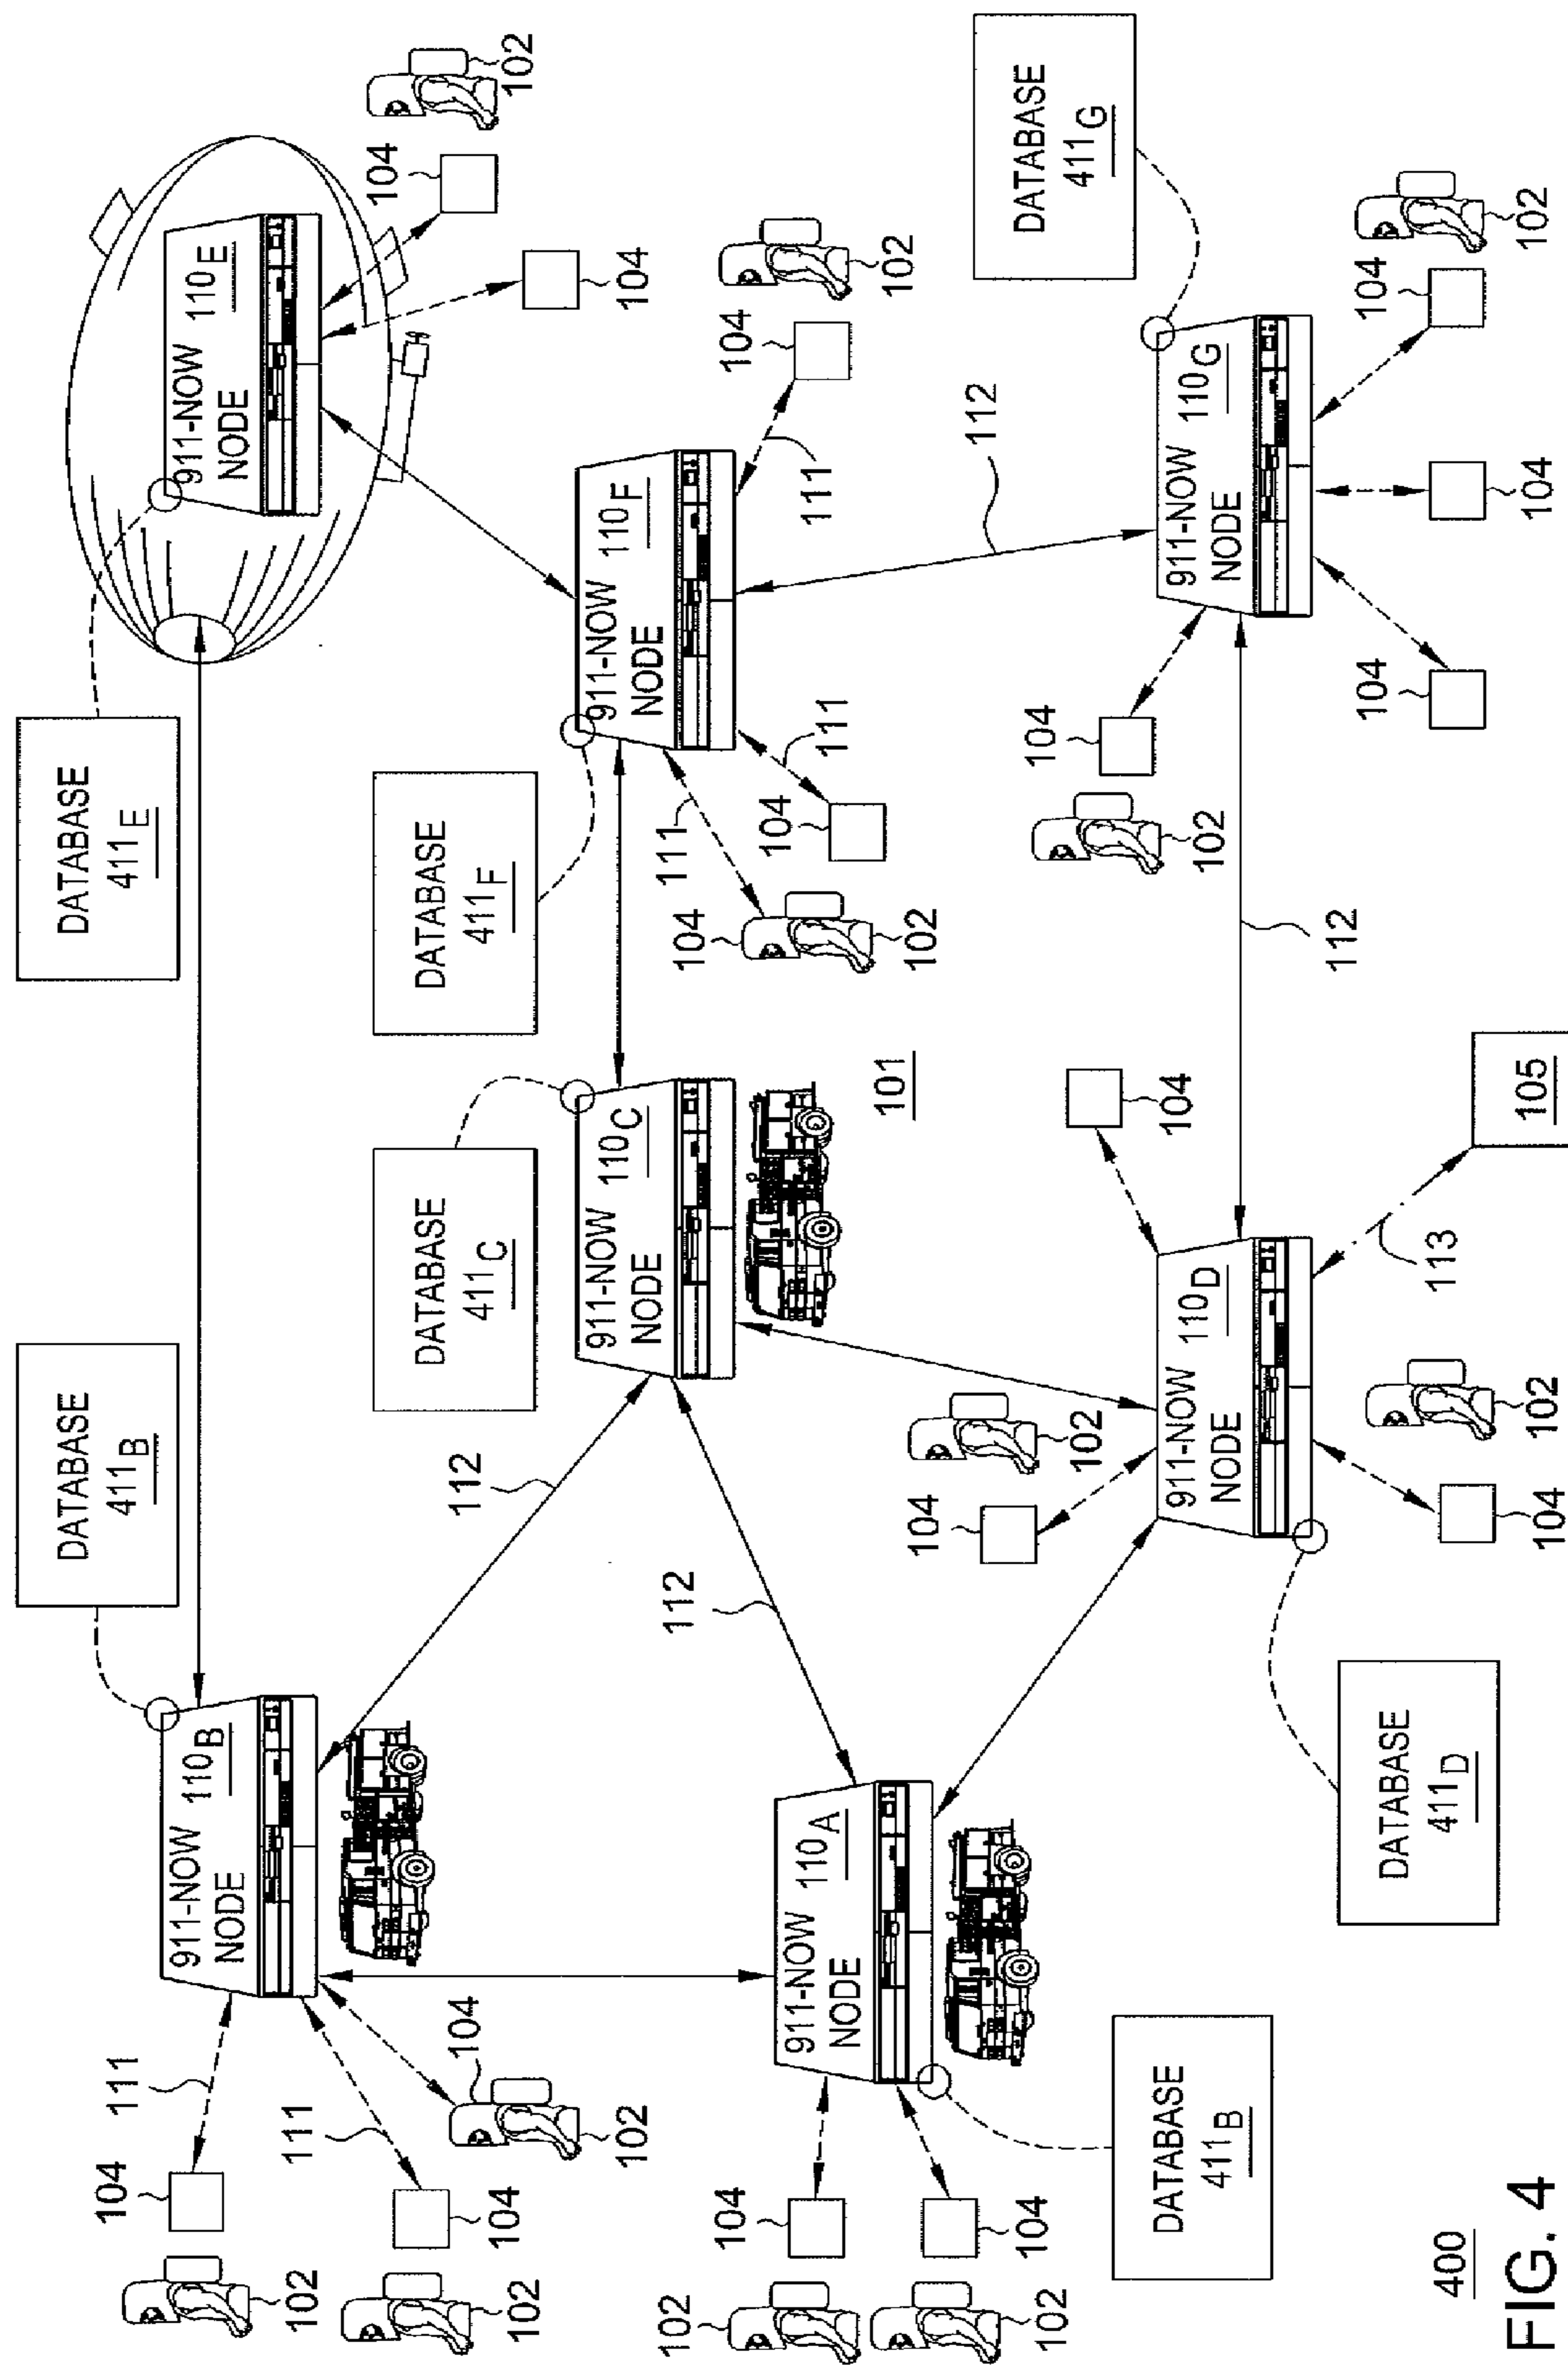 DATABASE
411B
DATABASE
411E
104
111
102
111
911-NOW 110B
NODE
911-NOW 110E
NODE
104
102
104
104
102
102
104
102
112
DATABASE
411C
DATABASE
411F
911-NOW 110C
NODE
911-NOW 110F
NODE
111
104
102
111
104
102
111
104
102
112
101
104
102
104
102
911-NOW 110A
NODE
DATABASE
411B
104
102
112
DATABASE
411G
104
102
104
911-NOW 110D
NODE
112
911-NOW 110G
NODE
104
102
104
104
DATABASE
411D
104
102
113
105
400
FIG. 4